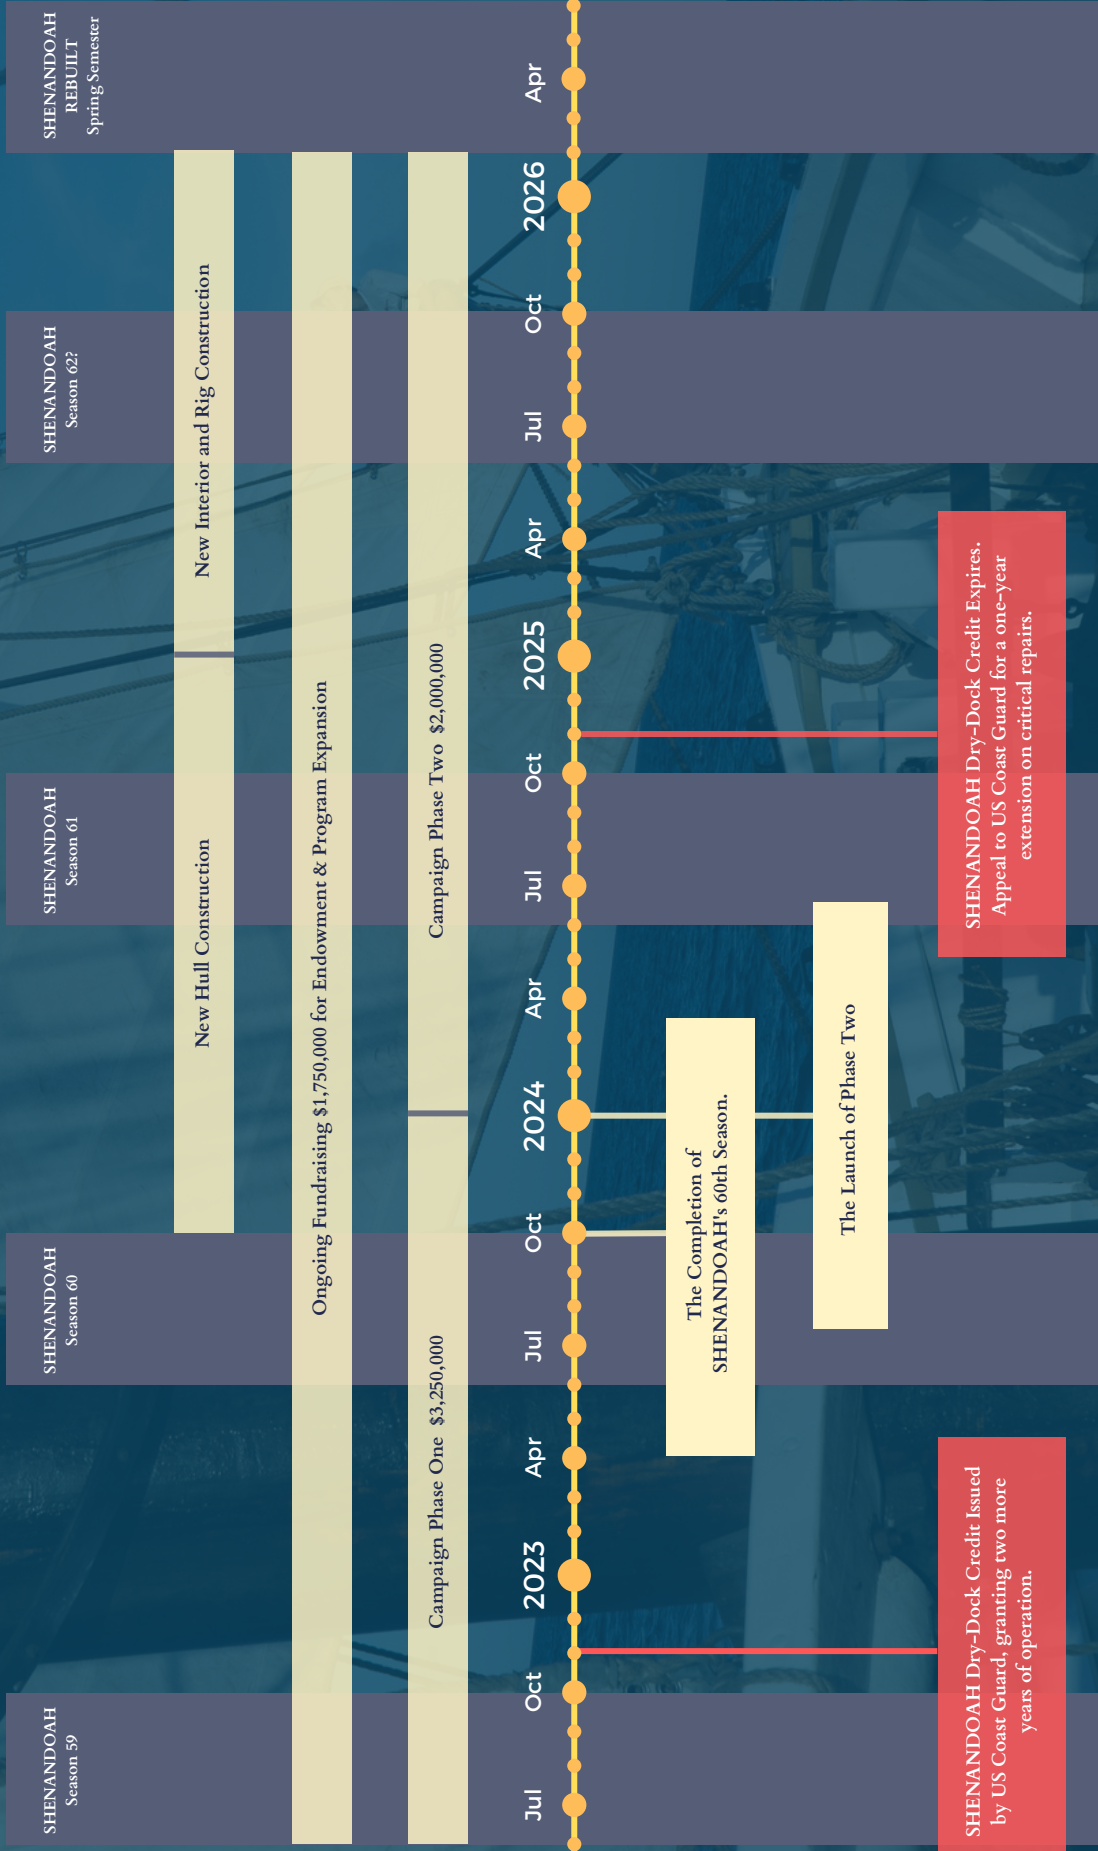 SHENANDOAH
Season 59
SHENANDOAH
Season 60
SHENANDOAH
Season 61
SHENANDOAH
Season 62?
SHENANDOAH
REBUILT
Spring Semester
New Hull Construction
New Interior and Rig Construction
Ongoing Fundraising $1,750,000 for Endowment & Program Expansion
Campaign Phase One $3,250,000
Campaign Phase Two $2,000,000
Jul
Oct
2023
Apr
Jul
Oct
2024
Apr
Jul
Oct
2025
Apr
Jul
Oct
2026
Apr
The Completion of
SHENANDOAH's 60th Season.
The Launch of Phase Two
SHENANDOAH Dry-Dock Credit Issued
by US Coast Guard, granting two more
years of operation.
SHENANDOAH Dry-Dock Credit Expires.
Appeal to US Coast Guard for a one-year
extension on critical repairs.